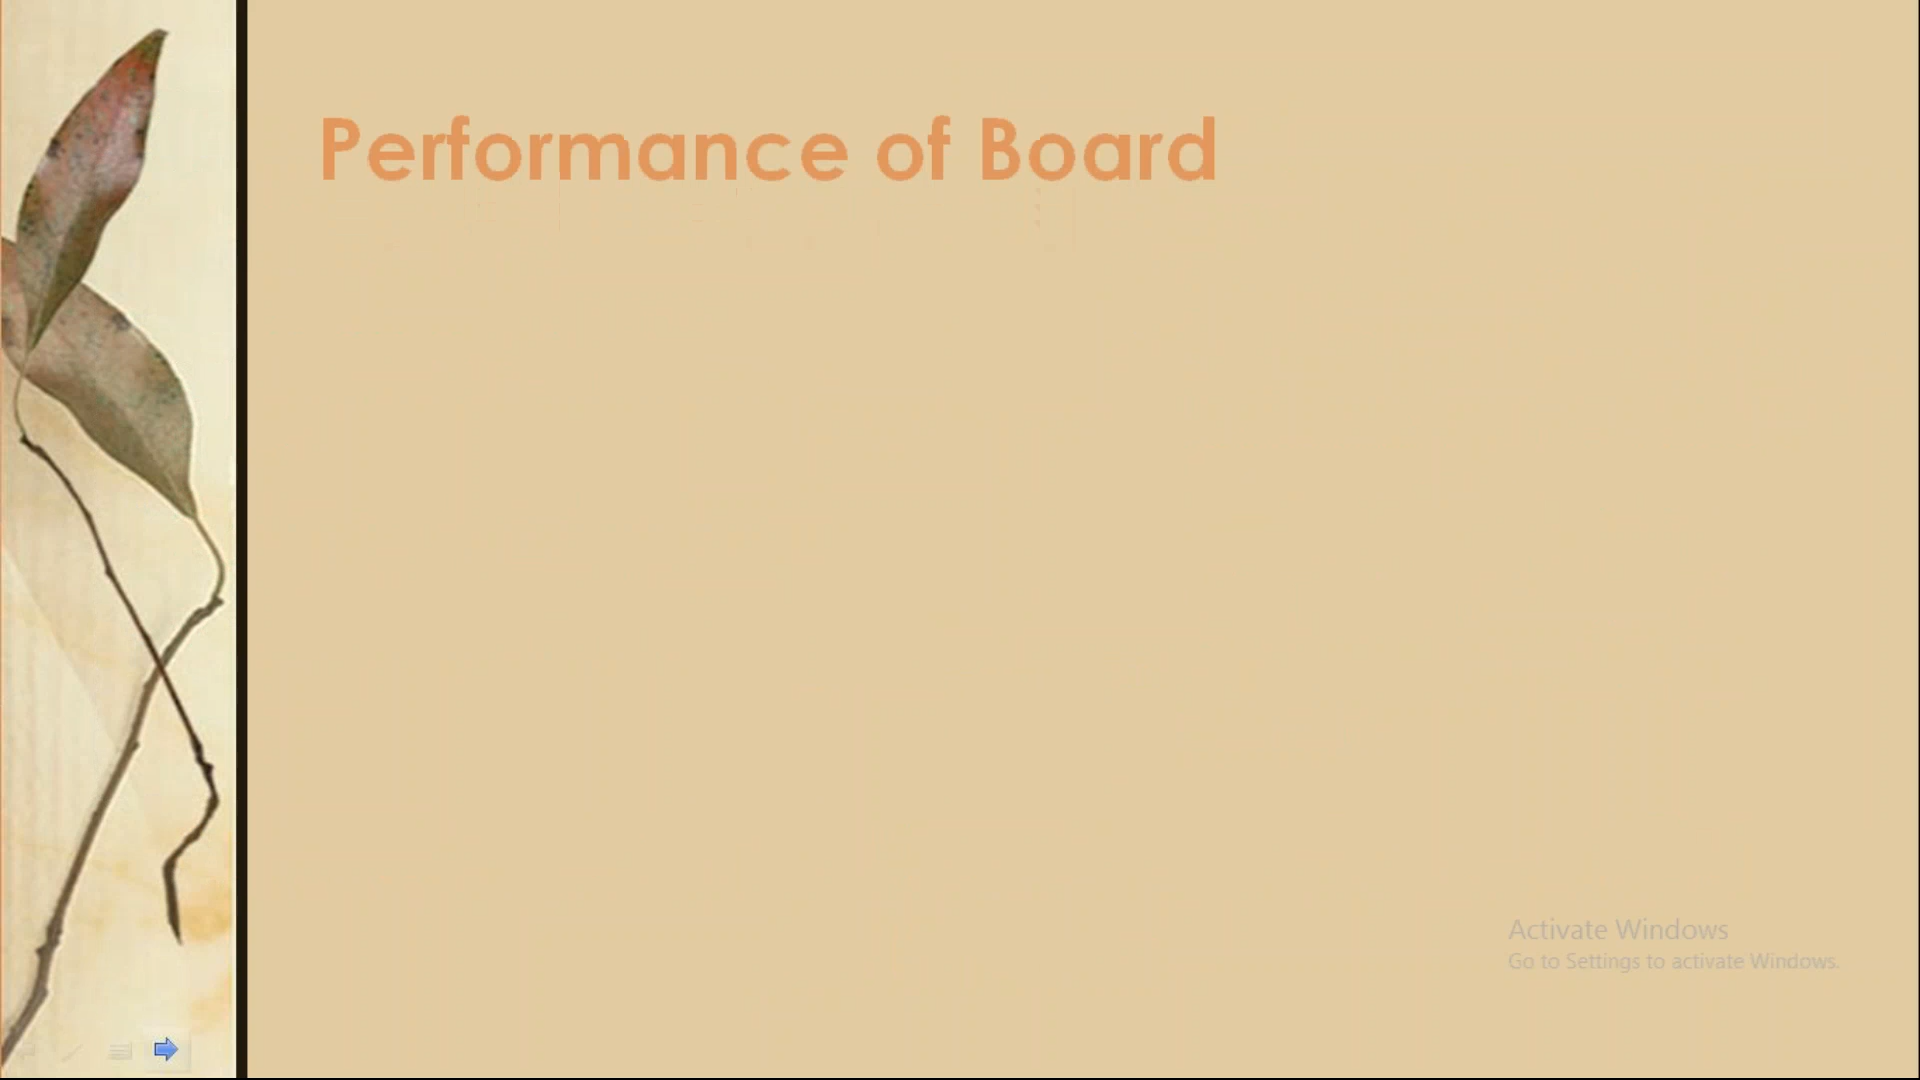 Performance of Board
Activate Windows
Go to Settings to activate Windows.